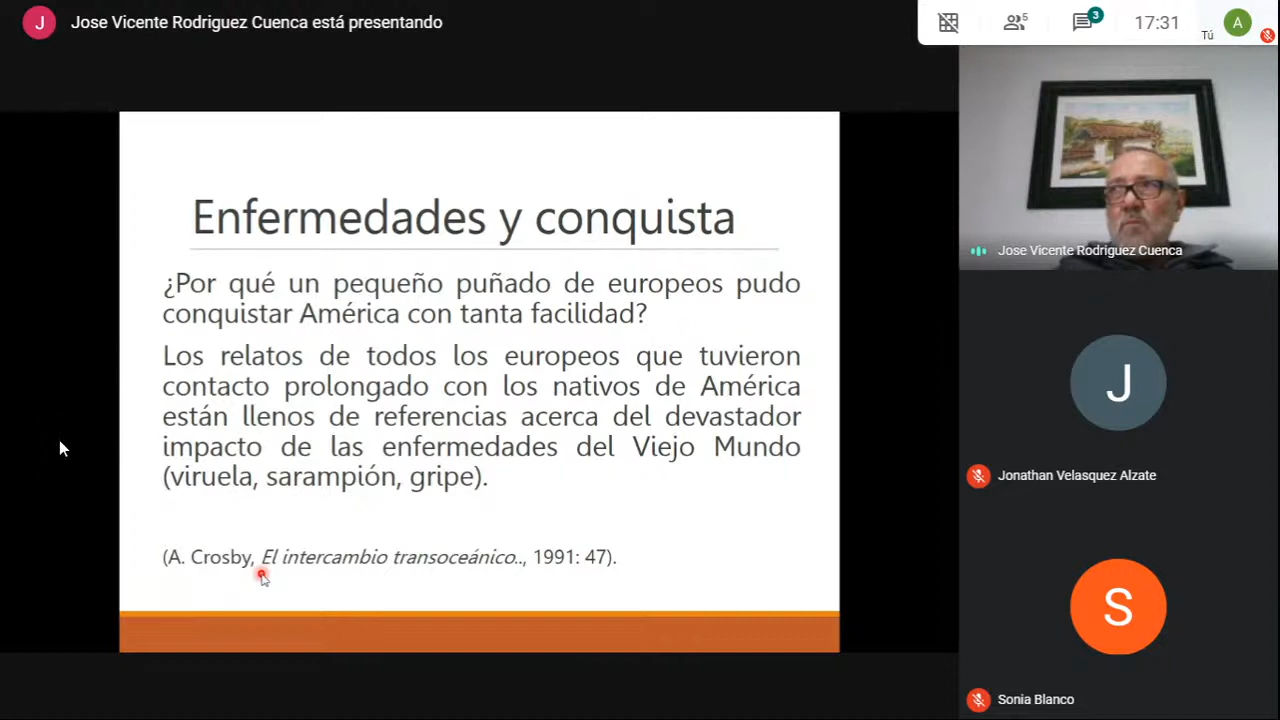 J
Jose Vicente Rodriguez Cuenca está presentando
5
3
17:31
Tú
A
Enfermedades y conquista
¿Por qué un pequeño puñado de europeos pudo
conquistar América con tanta facilidad?
Los relatos de todos los europeos que tuvieron
contacto prolongado con los nativos de América
están llenos de referencias acerca del devastador
impacto de las enfermedades del Viejo Mundo
(viruela, sarampión, gripe).
(A. Crosby, El intercambio transoceánico.., 1991: 47).
Jose Vicente Rodriguez Cuenca
J
Jonathan Velasquez Alzate
S
Sonia Blanco